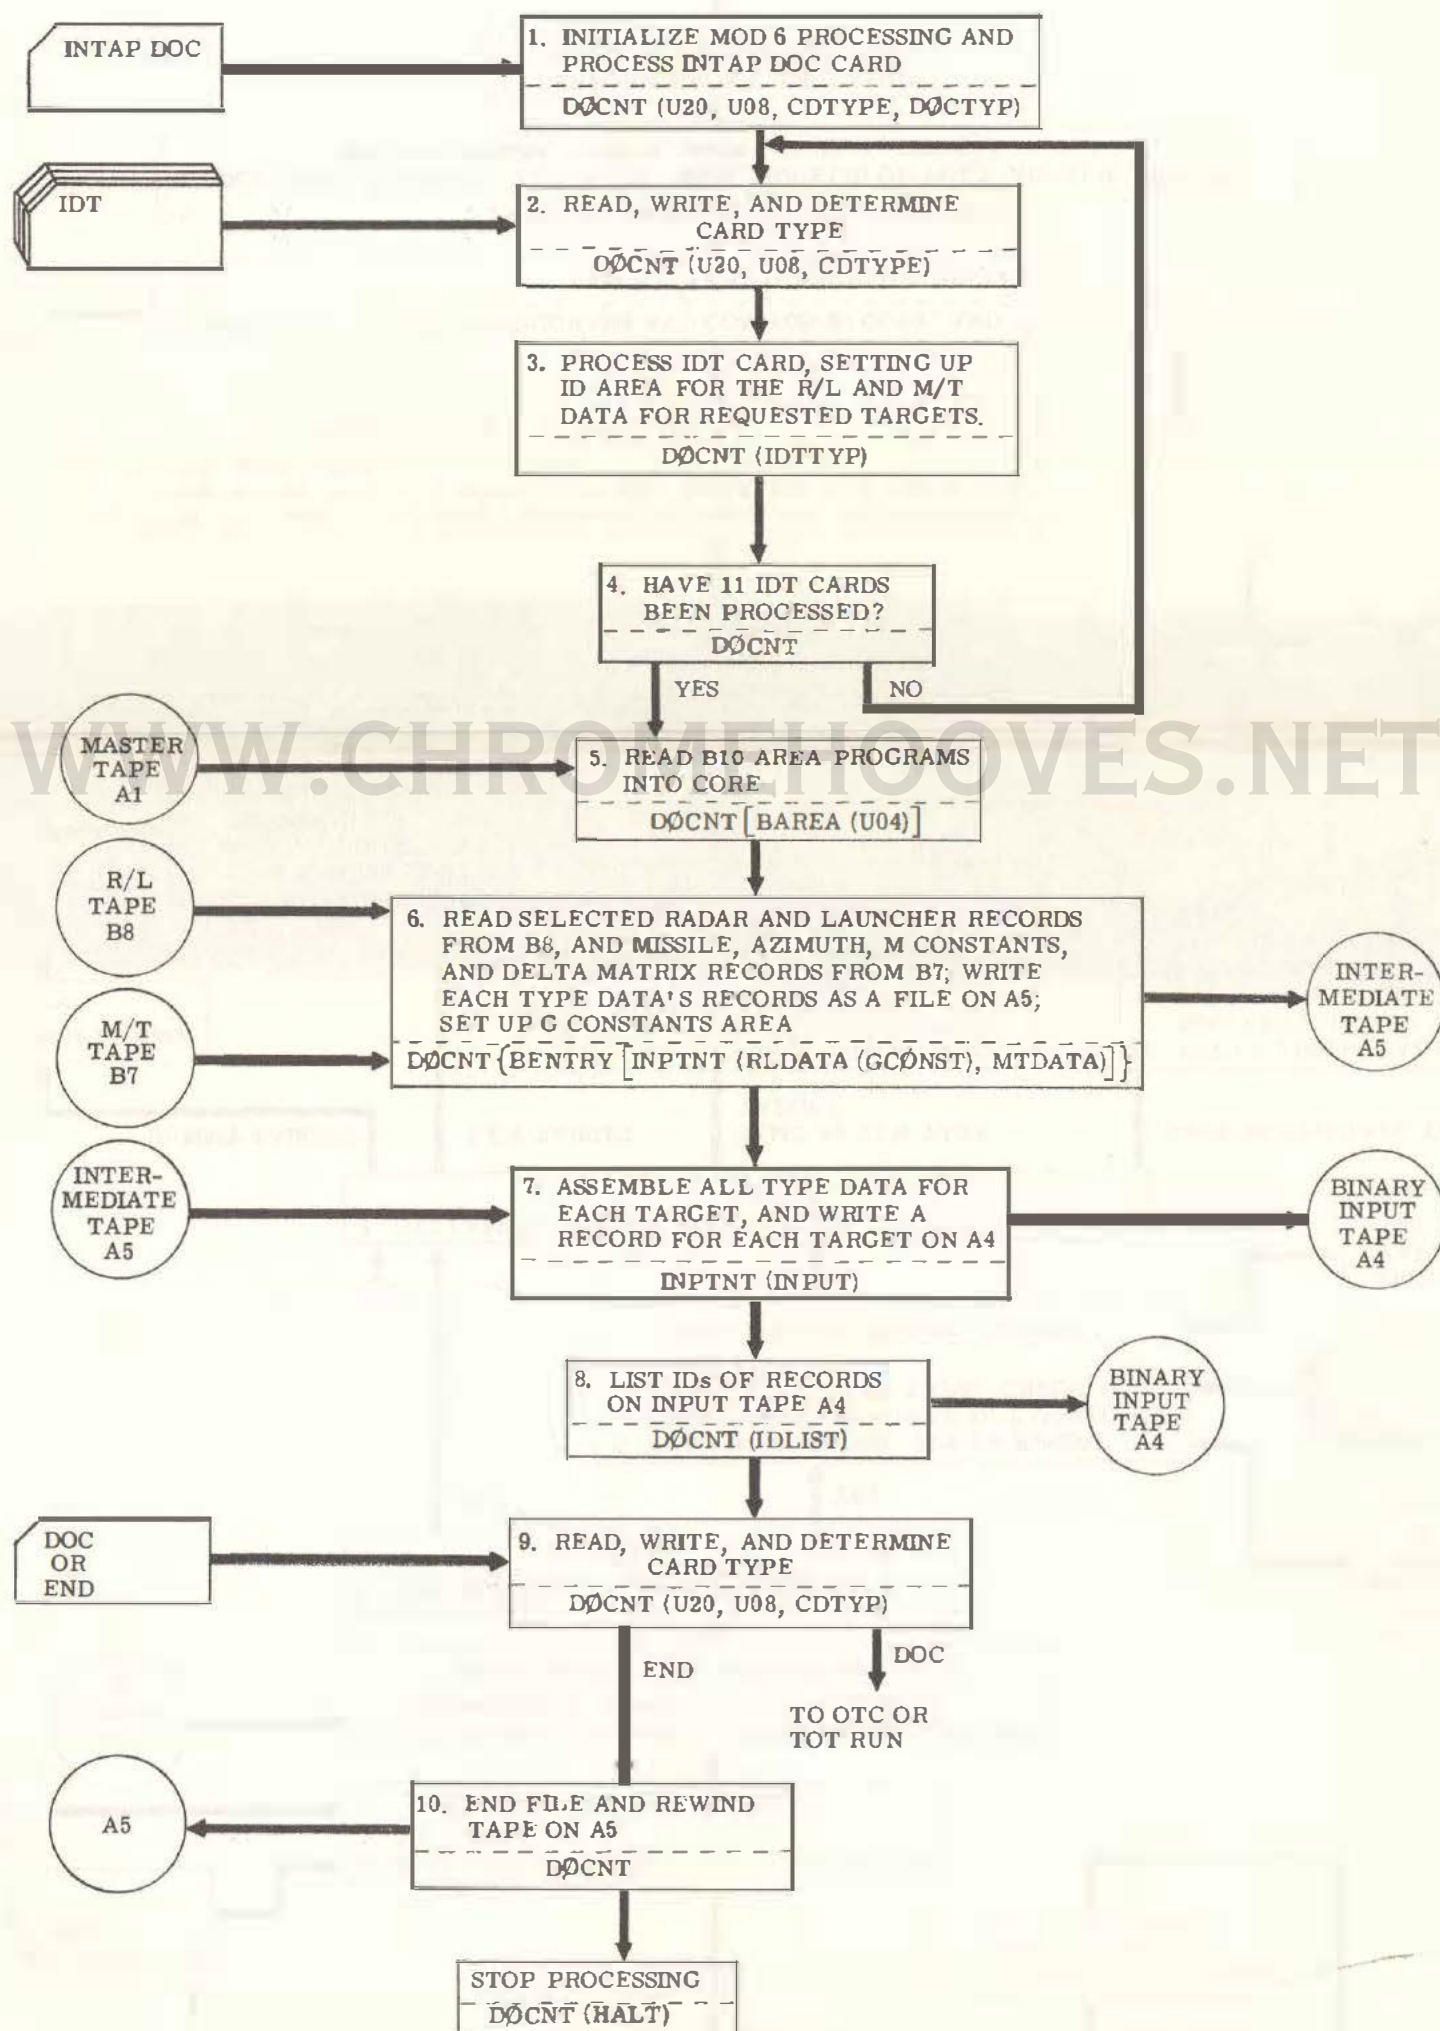 INTAP DOC
1. INITIALIZE MOD 6 PROCESSING AND
PROCESS INTAP DOC CARD
DØCNT (U20, U08, CDTYPE, DØCTYP)
IDT
2. READ, WRITE, AND DETERMINE
CARD TYPE
DØCNT (U20, U08, CDTYPE)
3. PROCESS IDT CARD, SETTING UP
ID AREA FOR THE R/L AND M/T
DATA FOR REQUESTED TARGETS.
DØCNT (IDTTYP)
4. HAVE 11 IDT CARDS
BEEN PROCESSED?
DØCNT
YES
NO
WWW.CHROMEHOOVES.NET
MASTER
TAPE
A1
5. READ B10 AREA PROGRAMS
INTO CORE
DØCNT [BAREA (U04)]
R/L
TAPE
B8
6. READ SELECTED RADAR AND LAUNCHER RECORDS
FROM B8, AND MISSILE, AZIMUTH, M CONSTANTS,
AND DELTA MATRIX RECORDS FROM B7; WRITE
EACH TYPE DATA'S RECORDS AS A FILE ON A5;
SET UP G CONSTANTS AREA
DØCNT {BENTRY [INPTNT (RLDATA (GCØNST), MTDATA)]}
M/T
TAPE
B7
INTER-
MEDIATE
TAPE
A5
INTER-
MEDIATE
TAPE
A5
7. ASSEMBLE ALL TYPE DATA FOR
EACH TARGET, AND WRITE A
RECORD FOR EACH TARGET ON A4
INPTNT (INPUT)
BINARY
INPUT
TAPE
A4
8. LIST IDs OF RECORDS
ON INPUT TAPE A4
DØCNT (IDLIST)
BINARY
INPUT
TAPE
A4
DOC
OR
END
9. READ, WRITE, AND DETERMINE
CARD TYPE
DØCNT (U20, U08, CDTYP)
END
DOC
TO OTC OR
TOT RUN
A5
10. END FILE AND REWIND
TAPE ON A5
DØCNT
STOP PROCESSING
DØCNT (HALT)